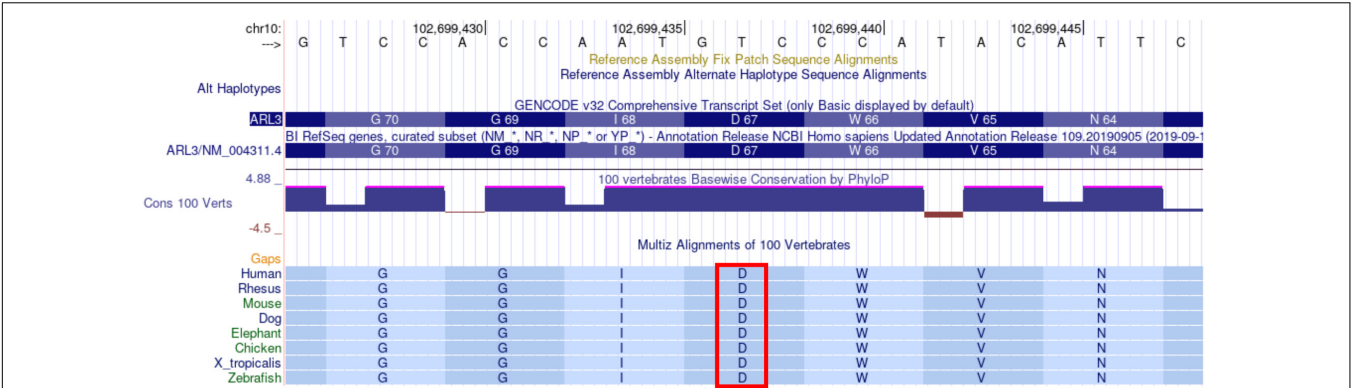 chr10: 102,699,430| 102,699,435| 102,699,440| 102,699,445|
---> G T C C A C C A A T G T C C C A T A C A T T C
Reference Assembly Fix Patch Sequence Alignments
Reference Assembly Alternate Haplotype Sequence Alignments
Alt Haplotypes
GENCODE v32 Comprehensive Transcript Set (only Basic displayed by default)
ARL3 G 70 G 69 I 68 D 67 W 66 V 65 N 64
BI RefSeq genes, curated subset (NM_*, NR_*, NP_* or YP_*) - Annotation Release NCBI Homo sapiens Updated Annotation Release 109.20190905 (2019-09-1
ARL3/NM_004311.4 G 70 G 69 I 68 D 67 W 66 V 65 N 64
4.88 _ 100 vertebrates Basewise Conservation by PhyloP
Cons 100 Verts
-4.5 _
Multiz Alignments of 100 Vertebrates
Gaps
Human G G I D W V N
Rhesus G G I D W V N
Mouse G G I D W V N
Dog G G I D W V N
Elephant G G I D W V N
Chicken G G I D W V N
X_tropicalis G G I D W V N
Zebrafish G G I D W V N